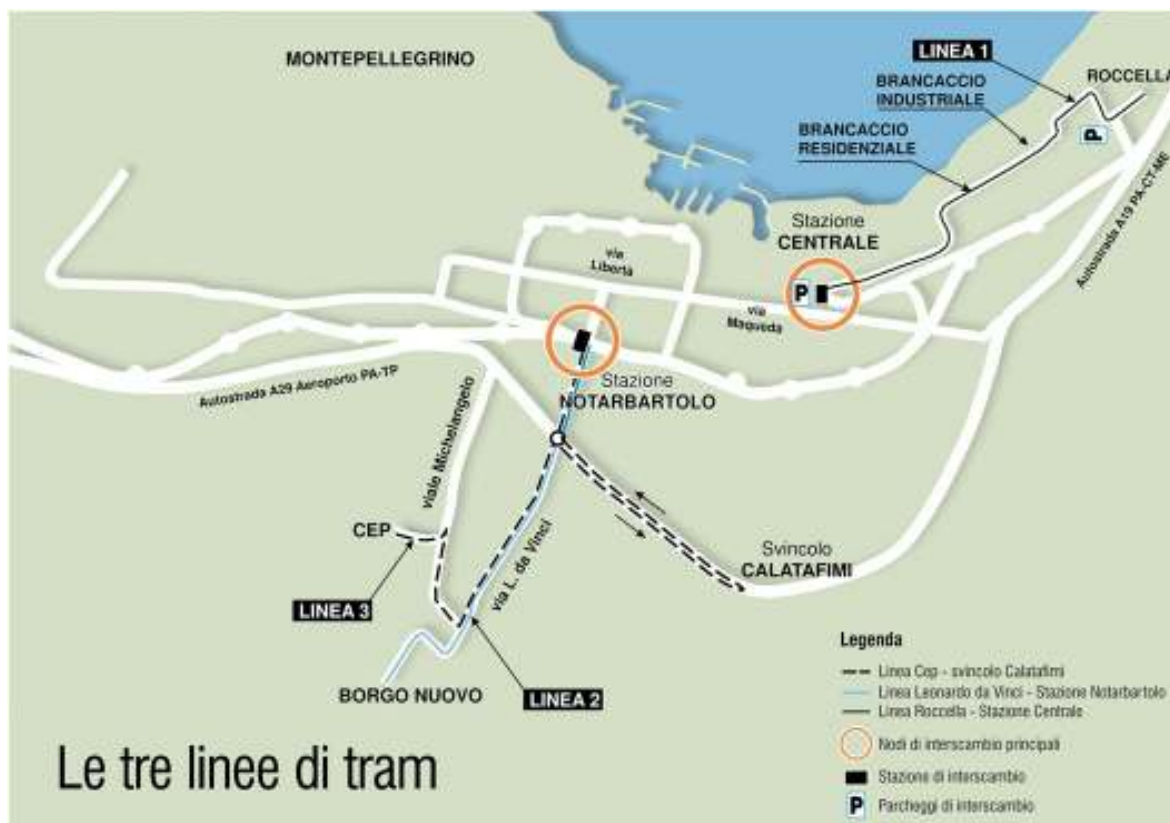 MONTEPELLEGRINO
LINEA 1
ROCCELLA
BRANCACCIO
INDUSTRIALE
BRANCACCIO
RESIDENZIALE
P
Stazione
CENTRALE
P
via
Libertà
via
Maqueda
Autostrada A19 PA-CT-ME
Autostrada A29 Aeroporto PA-TP
Stazione
NOTARBARTOLO
viale Michelangelo
CEP
via L. da Vinci
Svincolo
CALATAFIMI
LINEA 3
BORGO NUOVO
LINEA 2
Legenda
Linea Cep - svincolo Calatafimi
Linea Leonardo da Vinci - Stazione Notarbartolo
Linea Roccella - Stazione Centrale
Nodi di interscambio principali
Stazione di interscambio
P Parcheggi di interscambio
Le tre linee di tram